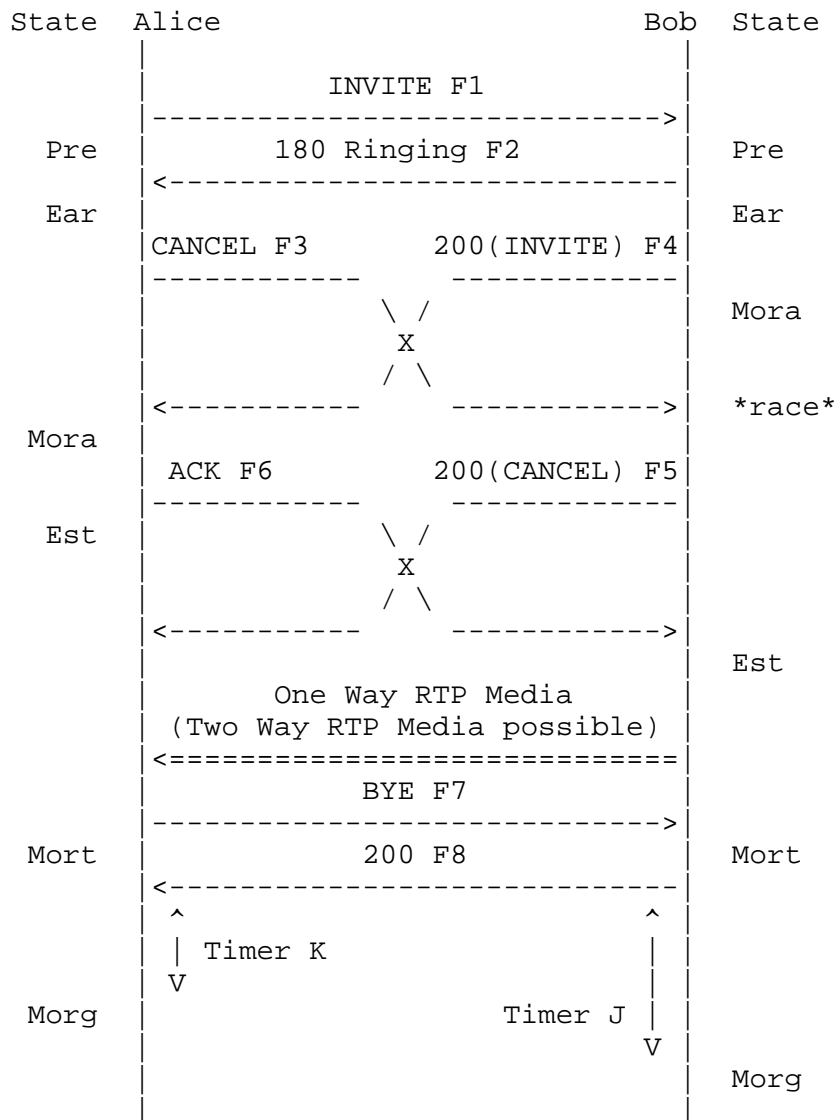 State Alice Bob State
INVITE F1
Pre 180 Ringing F2 Pre
Ear Ear
CANCEL F3 200(INVITE) F4
Mora
X
*race*
Mora
ACK F6 200(CANCEL) F5
Est
X
Est
One Way RTP Media
(Two Way RTP Media possible)
BYE F7
Mort 200 F8 Mort
^ ^
Timer K
V
Morg Timer J
V
Morg